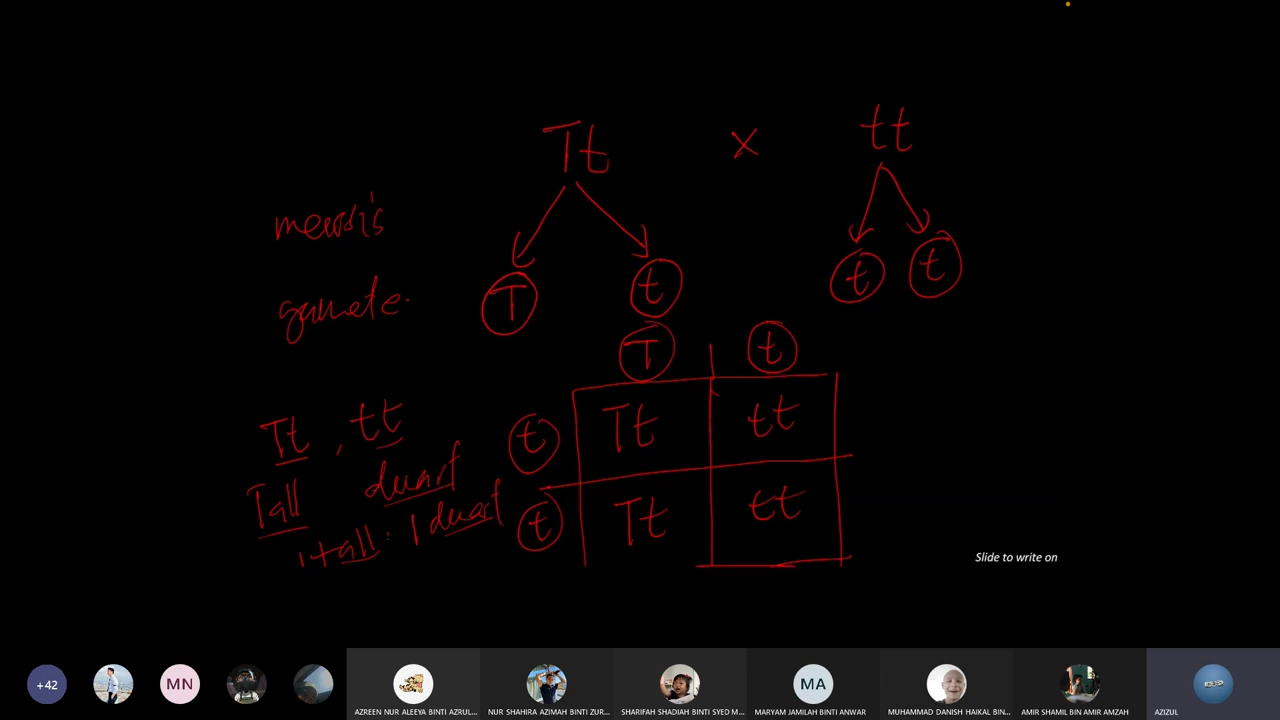 Tt x tt
meiosis
gamete. T t t t
T t
Tt , tt t Tt tt
Tall dwarf
1 tall : 1 dwarf t Tt tt
Slide to write on
+42 MN MA
AZREEN NUR ALEEYA BINTI AZRUL... NUR SHAHIRA AZIMAH BINTI ZUR... SHARIFAH SHADIAH BINTI SYED M... MARYAM JAMILAH BINTI ANWAR MUHAMMAD DANISH HAIKAL BIN... AMIR SHAMIL BIN AMIR AMZAH AZIZUL